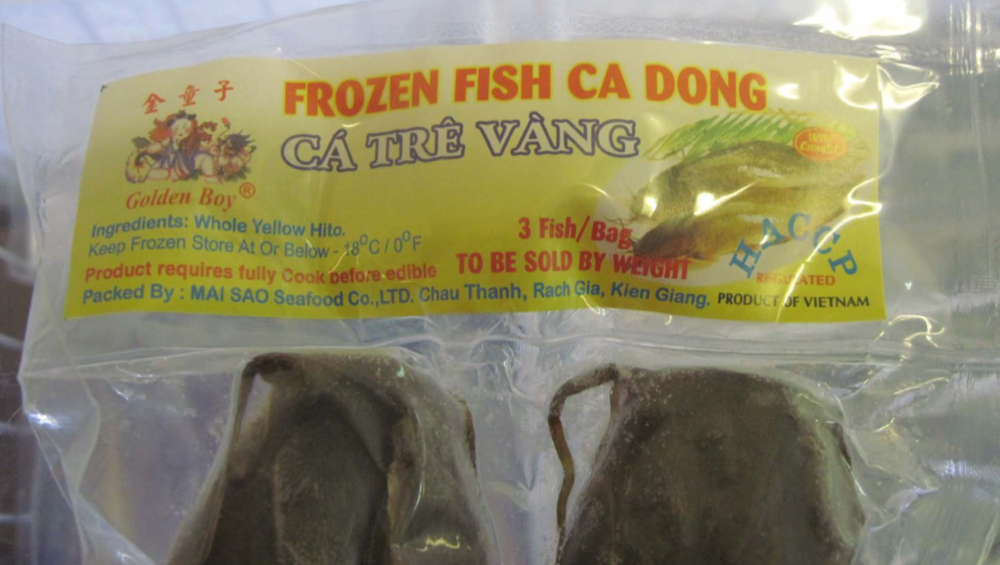 金童子
Golden Boy®
FROZEN FISH CA DONG
CÁ TRÊ VÀNG
Ingredients: Whole Yellow Hito.
Keep Frozen Store At Or Below - 18°C / 0°F
Product requires fully Cook before edible
3 Fish/Bag
TO BE SOLD BY WEIGHT
Packed By : MAI SAO Seafood Co.,LTD. Chau Thanh, Rach Gia, Kien Giang.
HACCP
REGULATED
PRODUCT OF VIETNAM